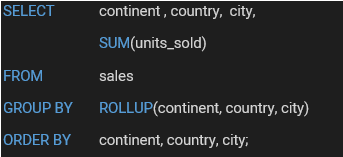 SELECT continent , country, city,
SUM(units_sold)
FROM sales
GROUP BY ROLLUP(continent, country, city)
ORDER BY continent, country, city;